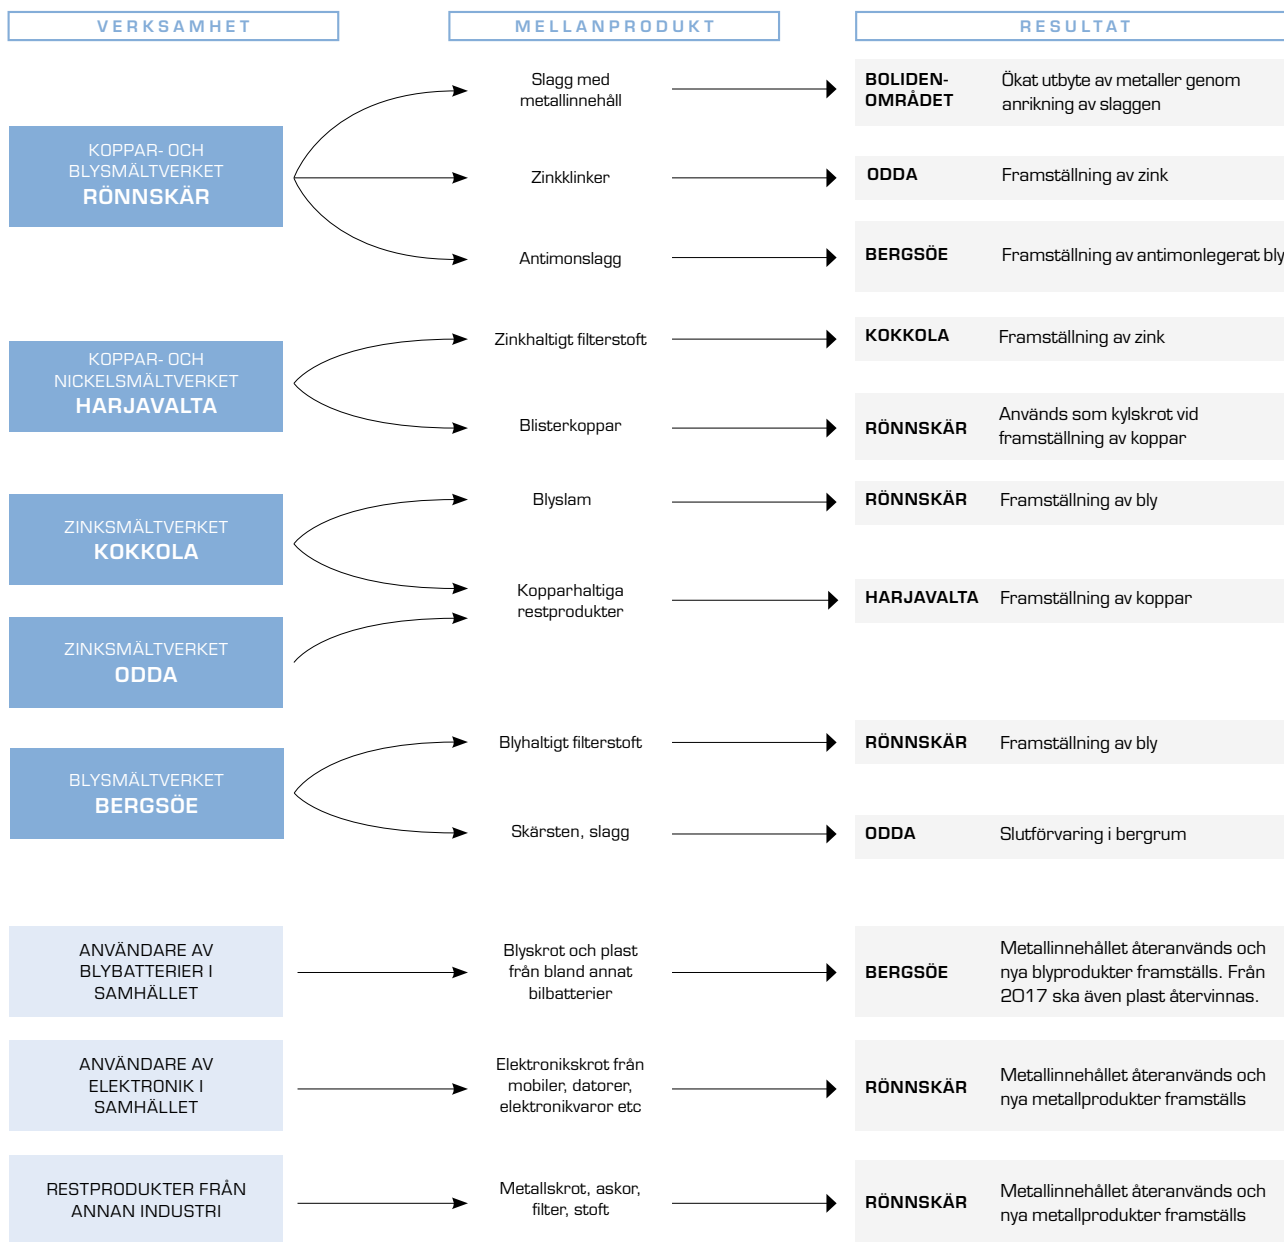 VERKSAMHET
MELLANPRODUKT
RESULTAT
KOPPAR- OCH
BLYSMÄLTVERKET
RÖNNSKÄR
Slagg med
metallinnehåll
BOLIDEN-
OMRÅDET
Ökat utbyte av metaller genom
anrikning av slaggen
Zinkklinker
ODDA
Framställning av zink
Antimonslagg
BERGSÖE
Framställning av antimonlegerat bly
KOPPAR- OCH
NICKELSMÄLTVERKET
HARJAVALTA
Zinkhaltigt filterstoft
KOKKOLA
Framställning av zink
Blisterkoppar
RÖNNSKÄR
Används som kylskrot vid
framställning av koppar
ZINKSMÄLTVERKET
KOKKOLA
Blyslam
RÖNNSKÄR
Framställning av bly
Kopparhaltiga
restprodukter
HARJAVALTA
Framställning av koppar
ZINKSMÄLTVERKET
ODDA
BLYSMÄLTVERKET
BERGSÖE
Blyhaltigt filterstoft
RÖNNSKÄR
Framställning av bly
Skärsten, slagg
ODDA
Slutförvaring i bergrum
ANVÄNDARE AV
BLYBATTERIER I
SAMHÄLLET
Blyskrot och plast
från bland annat
bilbatterier
BERGSÖE
Metallinnehållet återanvänds och
nya blyprodukter framställs. Från
2017 ska även plast återvinnas.
ANVÄNDARE AV
ELEKTRONIK I
SAMHÄLLET
Elektronikskrot från
mobiler, datorer,
elektronikvaror etc
RÖNNSKÄR
Metallinnehållet återanvänds och
nya metallprodukter framställs
RESTPRODUKTER FRÅN
ANNAN INDUSTRI
Metallskrot, askor,
filter, stoft
RÖNNSKÄR
Metallinnehållet återanvänds och
nya metallprodukter framställs